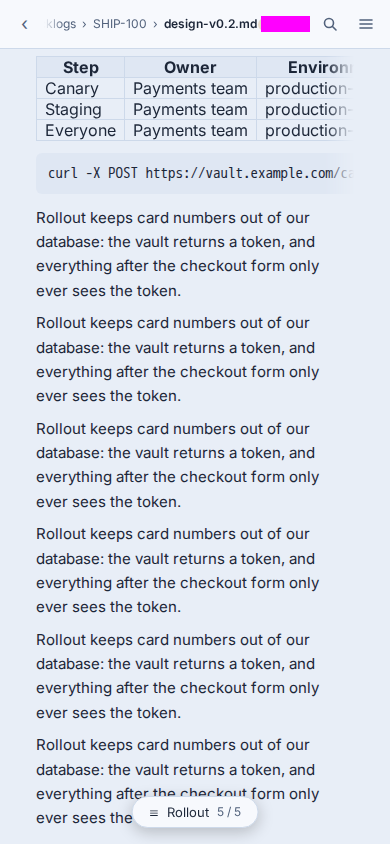 klogs › SHIP-100 › design-v0.2.md
Step Owner Environ
Canary Payments team production-
Staging Payments team production-
Everyone Payments team production-
curl -X POST https://vault.example.com/ca
Rollout keeps card numbers out of our
database: the vault returns a token, and
everything after the checkout form only
ever sees the token.
Rollout keeps card numbers out of our
database: the vault returns a token, and
everything after the checkout form only
ever sees the token.
Rollout keeps card numbers out of our
database: the vault returns a token, and
everything after the checkout form only
ever sees the token.
Rollout keeps card numbers out of our
database: the vault returns a token, and
everything after the checkout form only
ever sees the token.
Rollout keeps card numbers out of our
database: the vault returns a token, and
everything after the checkout form only
ever sees the token.
Rollout keeps card numbers out of our
database: the vault returns a token, and
everything after the checkout form only
ever sees the
Rollout 5 / 5